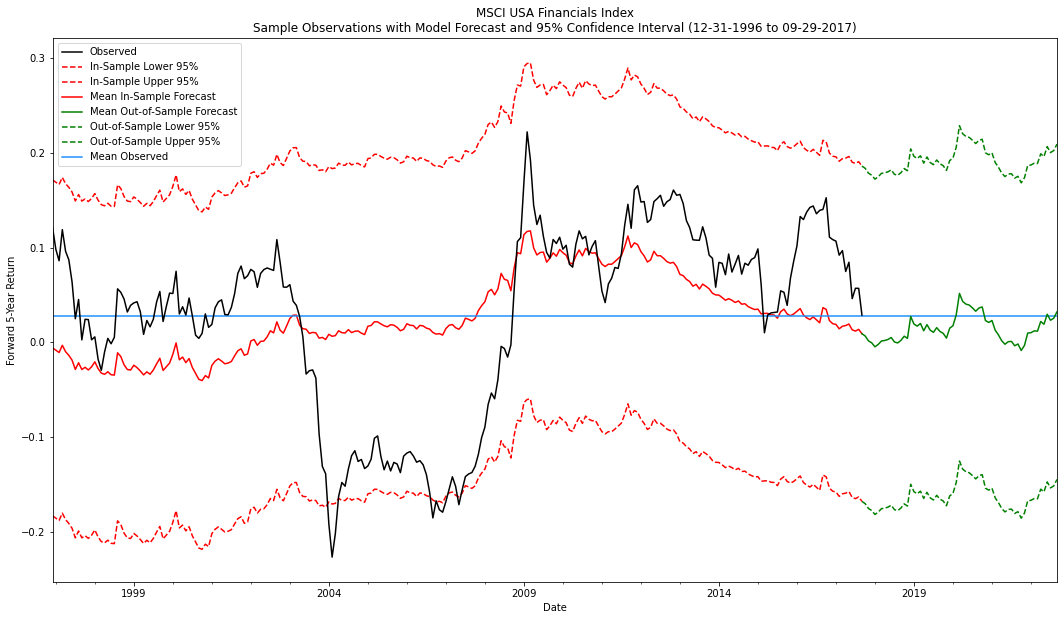 MSCI USA Financials Index
Sample Observations with Model Forecast and 95% Confidence Interval (12-31-1996 to 09-29-2017)
Observed
In-Sample Lower 95%
In-Sample Upper 95%
Mean In-Sample Forecast
Mean Out-of-Sample Forecast
Out-of-Sample Lower 95%
Out-of-Sample Upper 95%
Mean Observed
Forward 5-Year Return
0.3
0.2
0.1
0.0
−0.1
−0.2
1999
2004
2009
2014
2019
Date